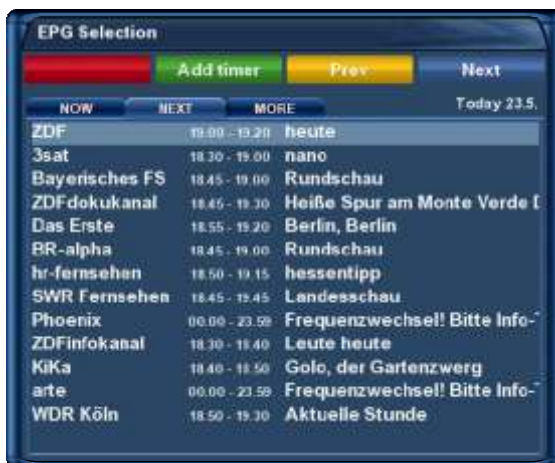 EPG Selection
Add timer Prev Next
NOW NEXT MORE Today 23.5.
ZDF 19.00 - 19.20 heute
3sat 18.30 - 19.00 nano
Bayerisches FS 18.45 - 19.00 Rundschau
ZDFdokukanal 18.45 - 19.30 Heiße Spur am Monte Verde
Das Erste 18.55 - 19.20 Berlin, Berlin
BR-alpha 18.45 - 19.00 Rundschau
hr-fernsehen 18.50 - 19.15 hessentipp
SWR Fernsehen 18.45 - 19.45 Landesschau
Phoenix 00.00 - 23.59 Frequenzwechsel! Bitte Info-
ZDFinfokanal 18.30 - Leute heute
KiKa 18.40 - 18.50 Golo, der Gartenzwerg
arte 00.00 - 23.59 Frequenzwechsel! Bitte Info-
WDR Köln 18.50 - 19.30 Aktuelle Stunde